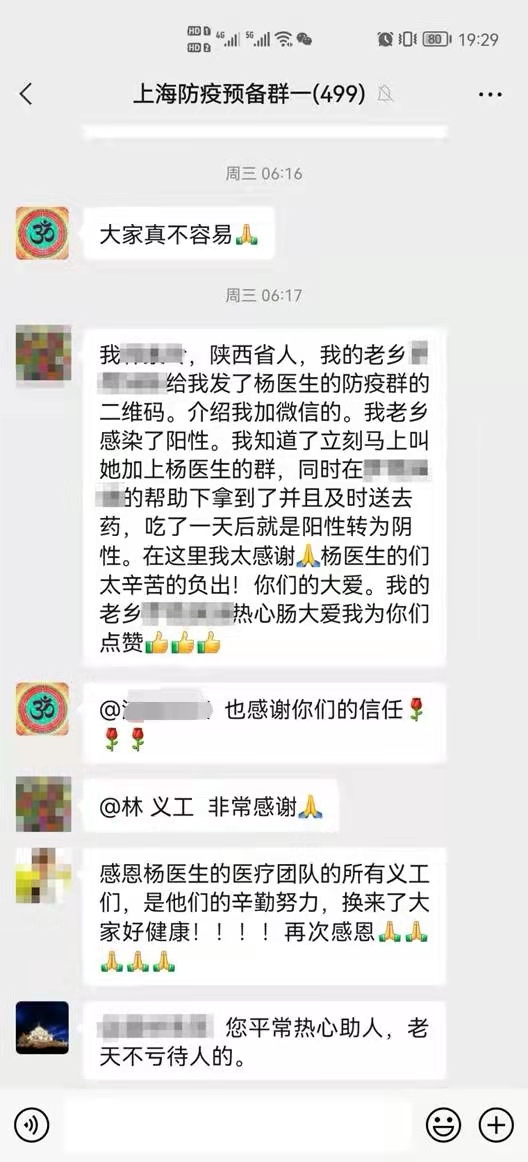 HD 1 4G 5G 80 19:29
HD 2
上海防疫预备群一(499)
周三 06:16
大家真不容易🙏
周三 06:17
我，陕西省人，我的老乡
给我发了杨医生的防疫群的
二维码。介绍我加微信的。我老乡
感染了阳性。我知道了立刻马上叫
她加上杨医生的群，同时在
的帮助下拿到了并且及时送去
药，吃了一天后就是阳性转为阴
性。在这里我太感谢🙏杨医生的们
太辛苦的负出！你们的大爱。我的
老乡热心肠大爱我为你们
点赞👍👍👍
@ 也感谢你们的信任🌹
🌹🌹
@林 义工 非常感谢🙏
感恩杨医生的医疗团队的所有义工
们，是他们的辛勤努力，换来了大
家好健康！！！！再次感恩🙏🙏
🙏🙏🙏
您平常热心助人，老
天不亏待人的。